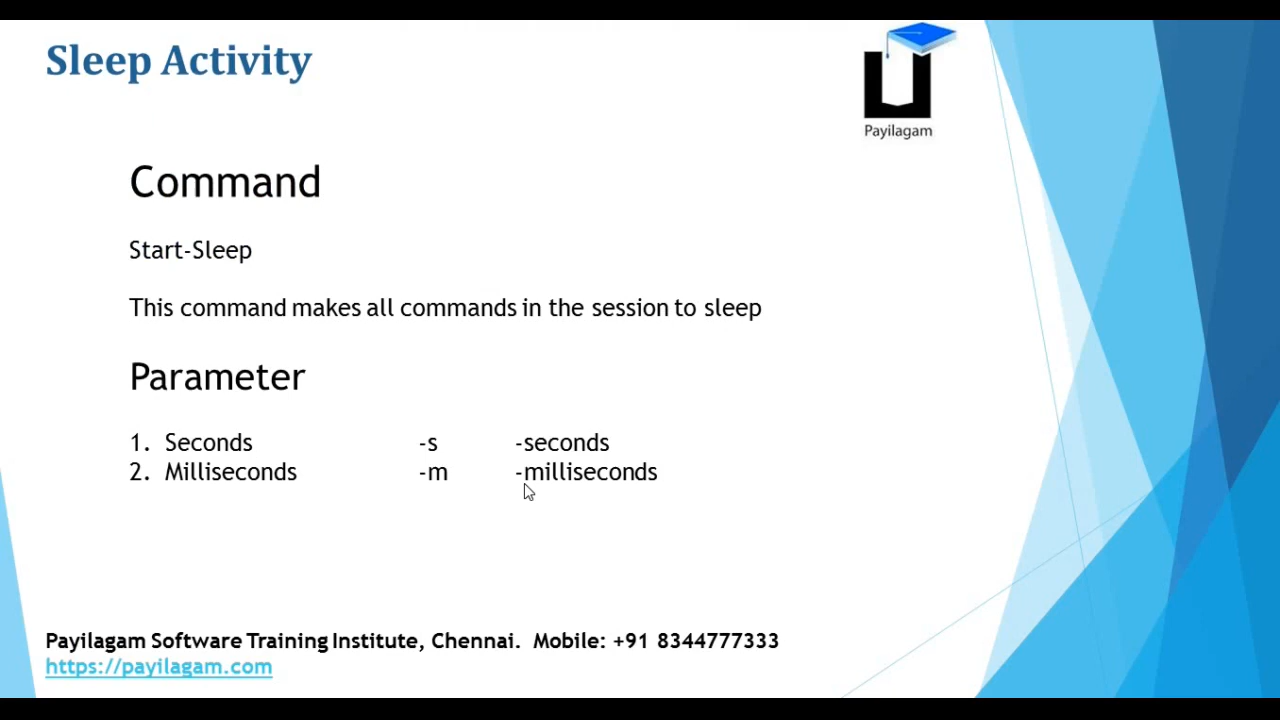 Sleep Activity
Payilagam
Command
Start-Sleep
This command makes all commands in the session to sleep
Parameter
1. Seconds -s -seconds
2. Milliseconds -m -milliseconds
Payilagam Software Training Institute, Chennai. Mobile: +91 8344777333
https://payilagam.com